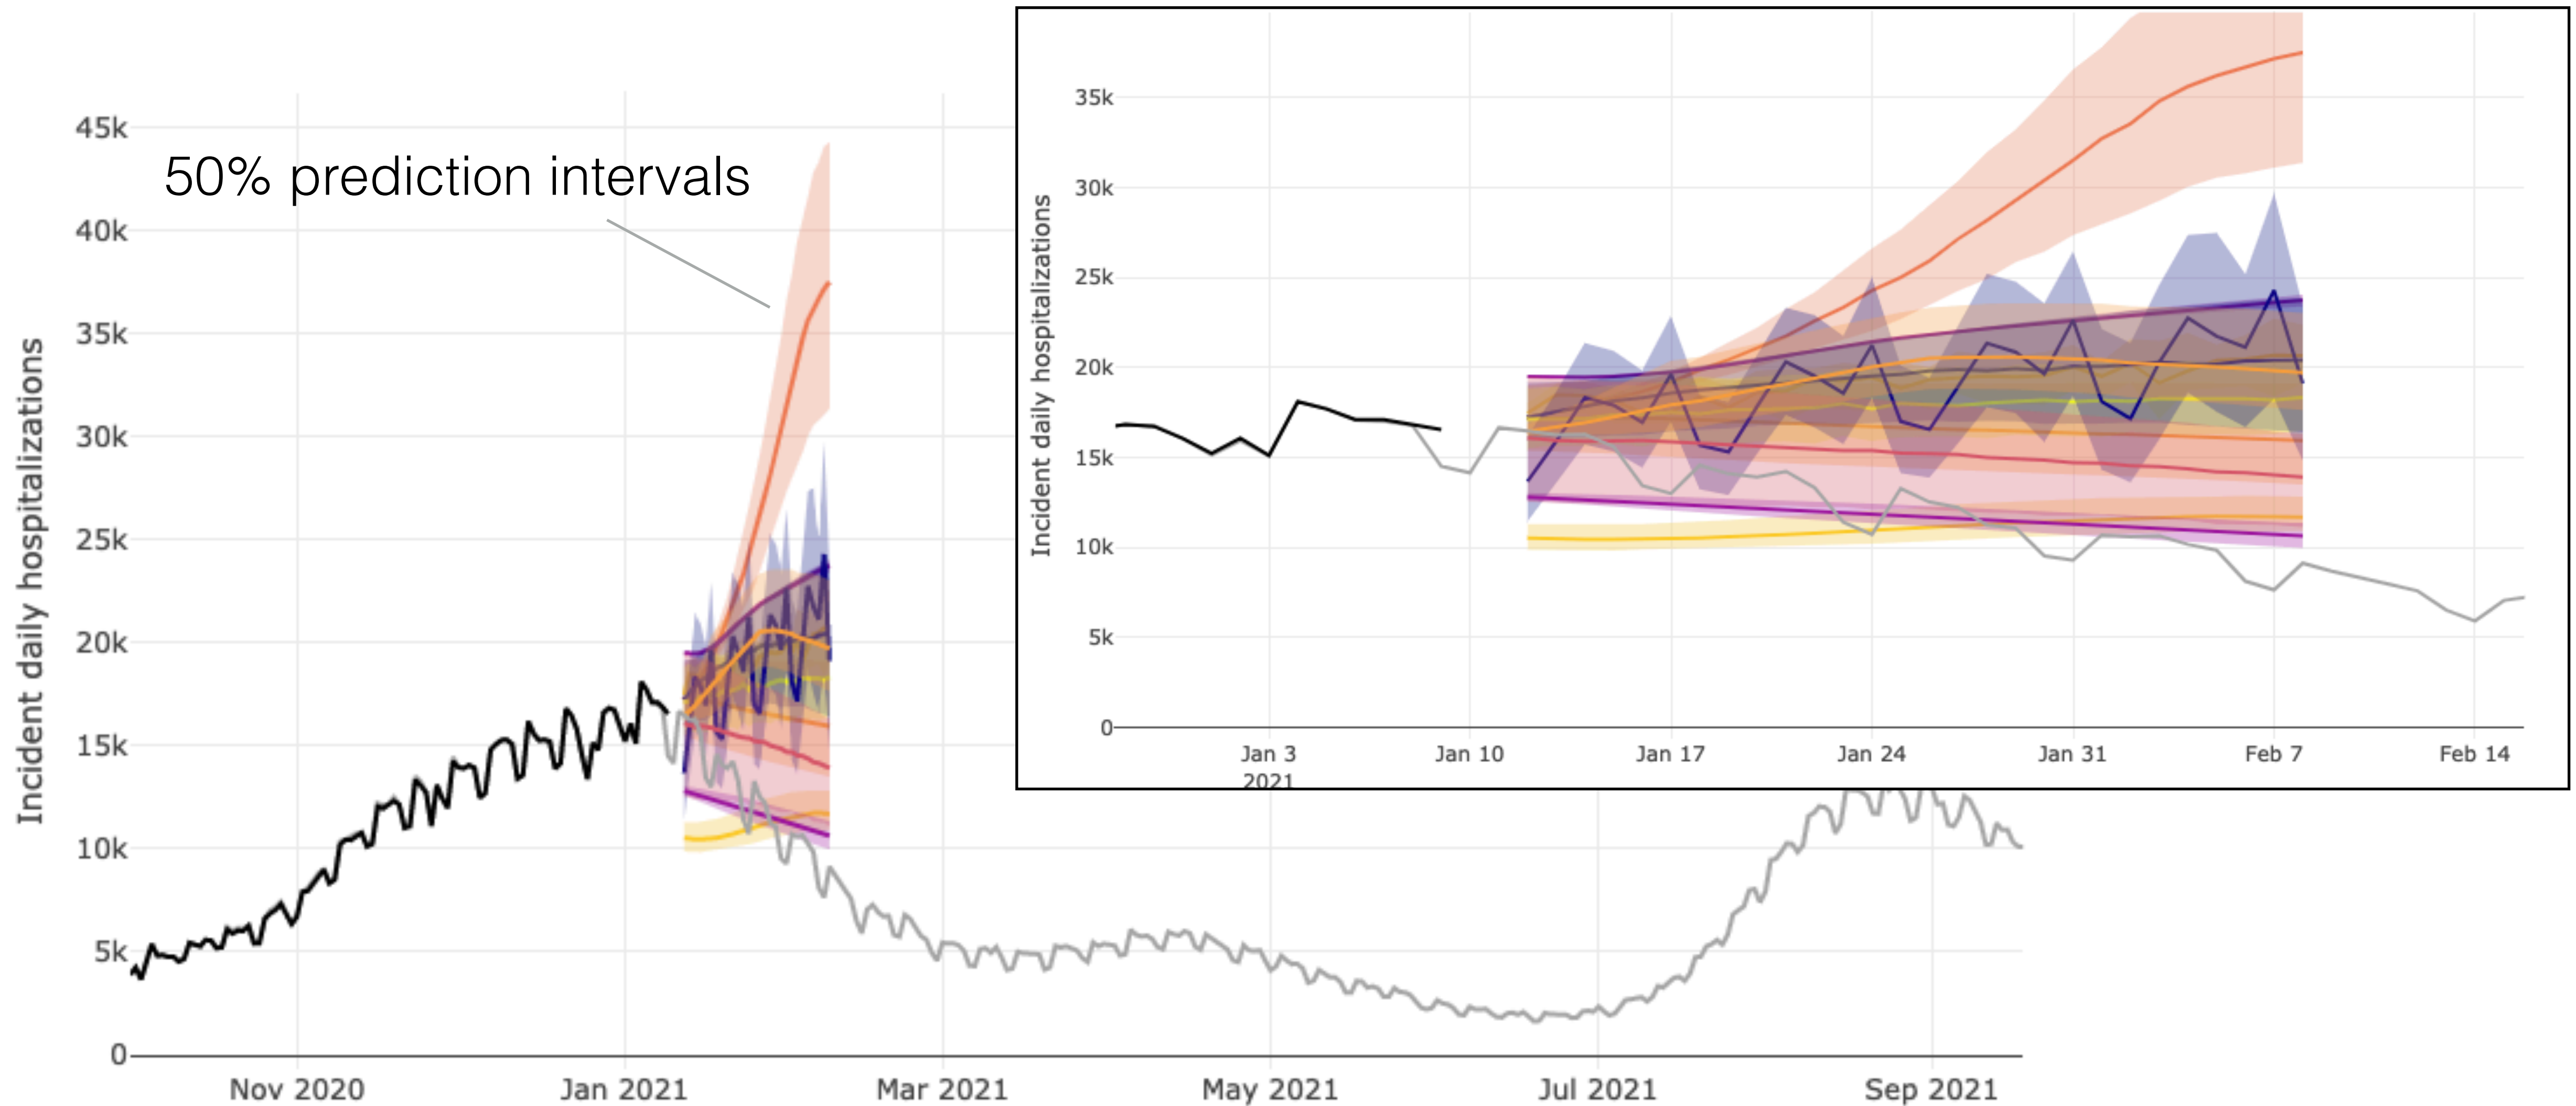 50% prediction intervals
Incident daily hospitalizations
45k
40k
35k
30k
25k
20k
15k
10k
5k
0
Nov 2020
Jan 2021
Mar 2021
May 2021
Jul 2021
Sep 2021
Incident daily hospitalizations
35k
30k
25k
20k
15k
10k
5k
0
Jan 3
2021
Jan 10
Jan 17
Jan 24
Jan 31
Feb 7
Feb 14